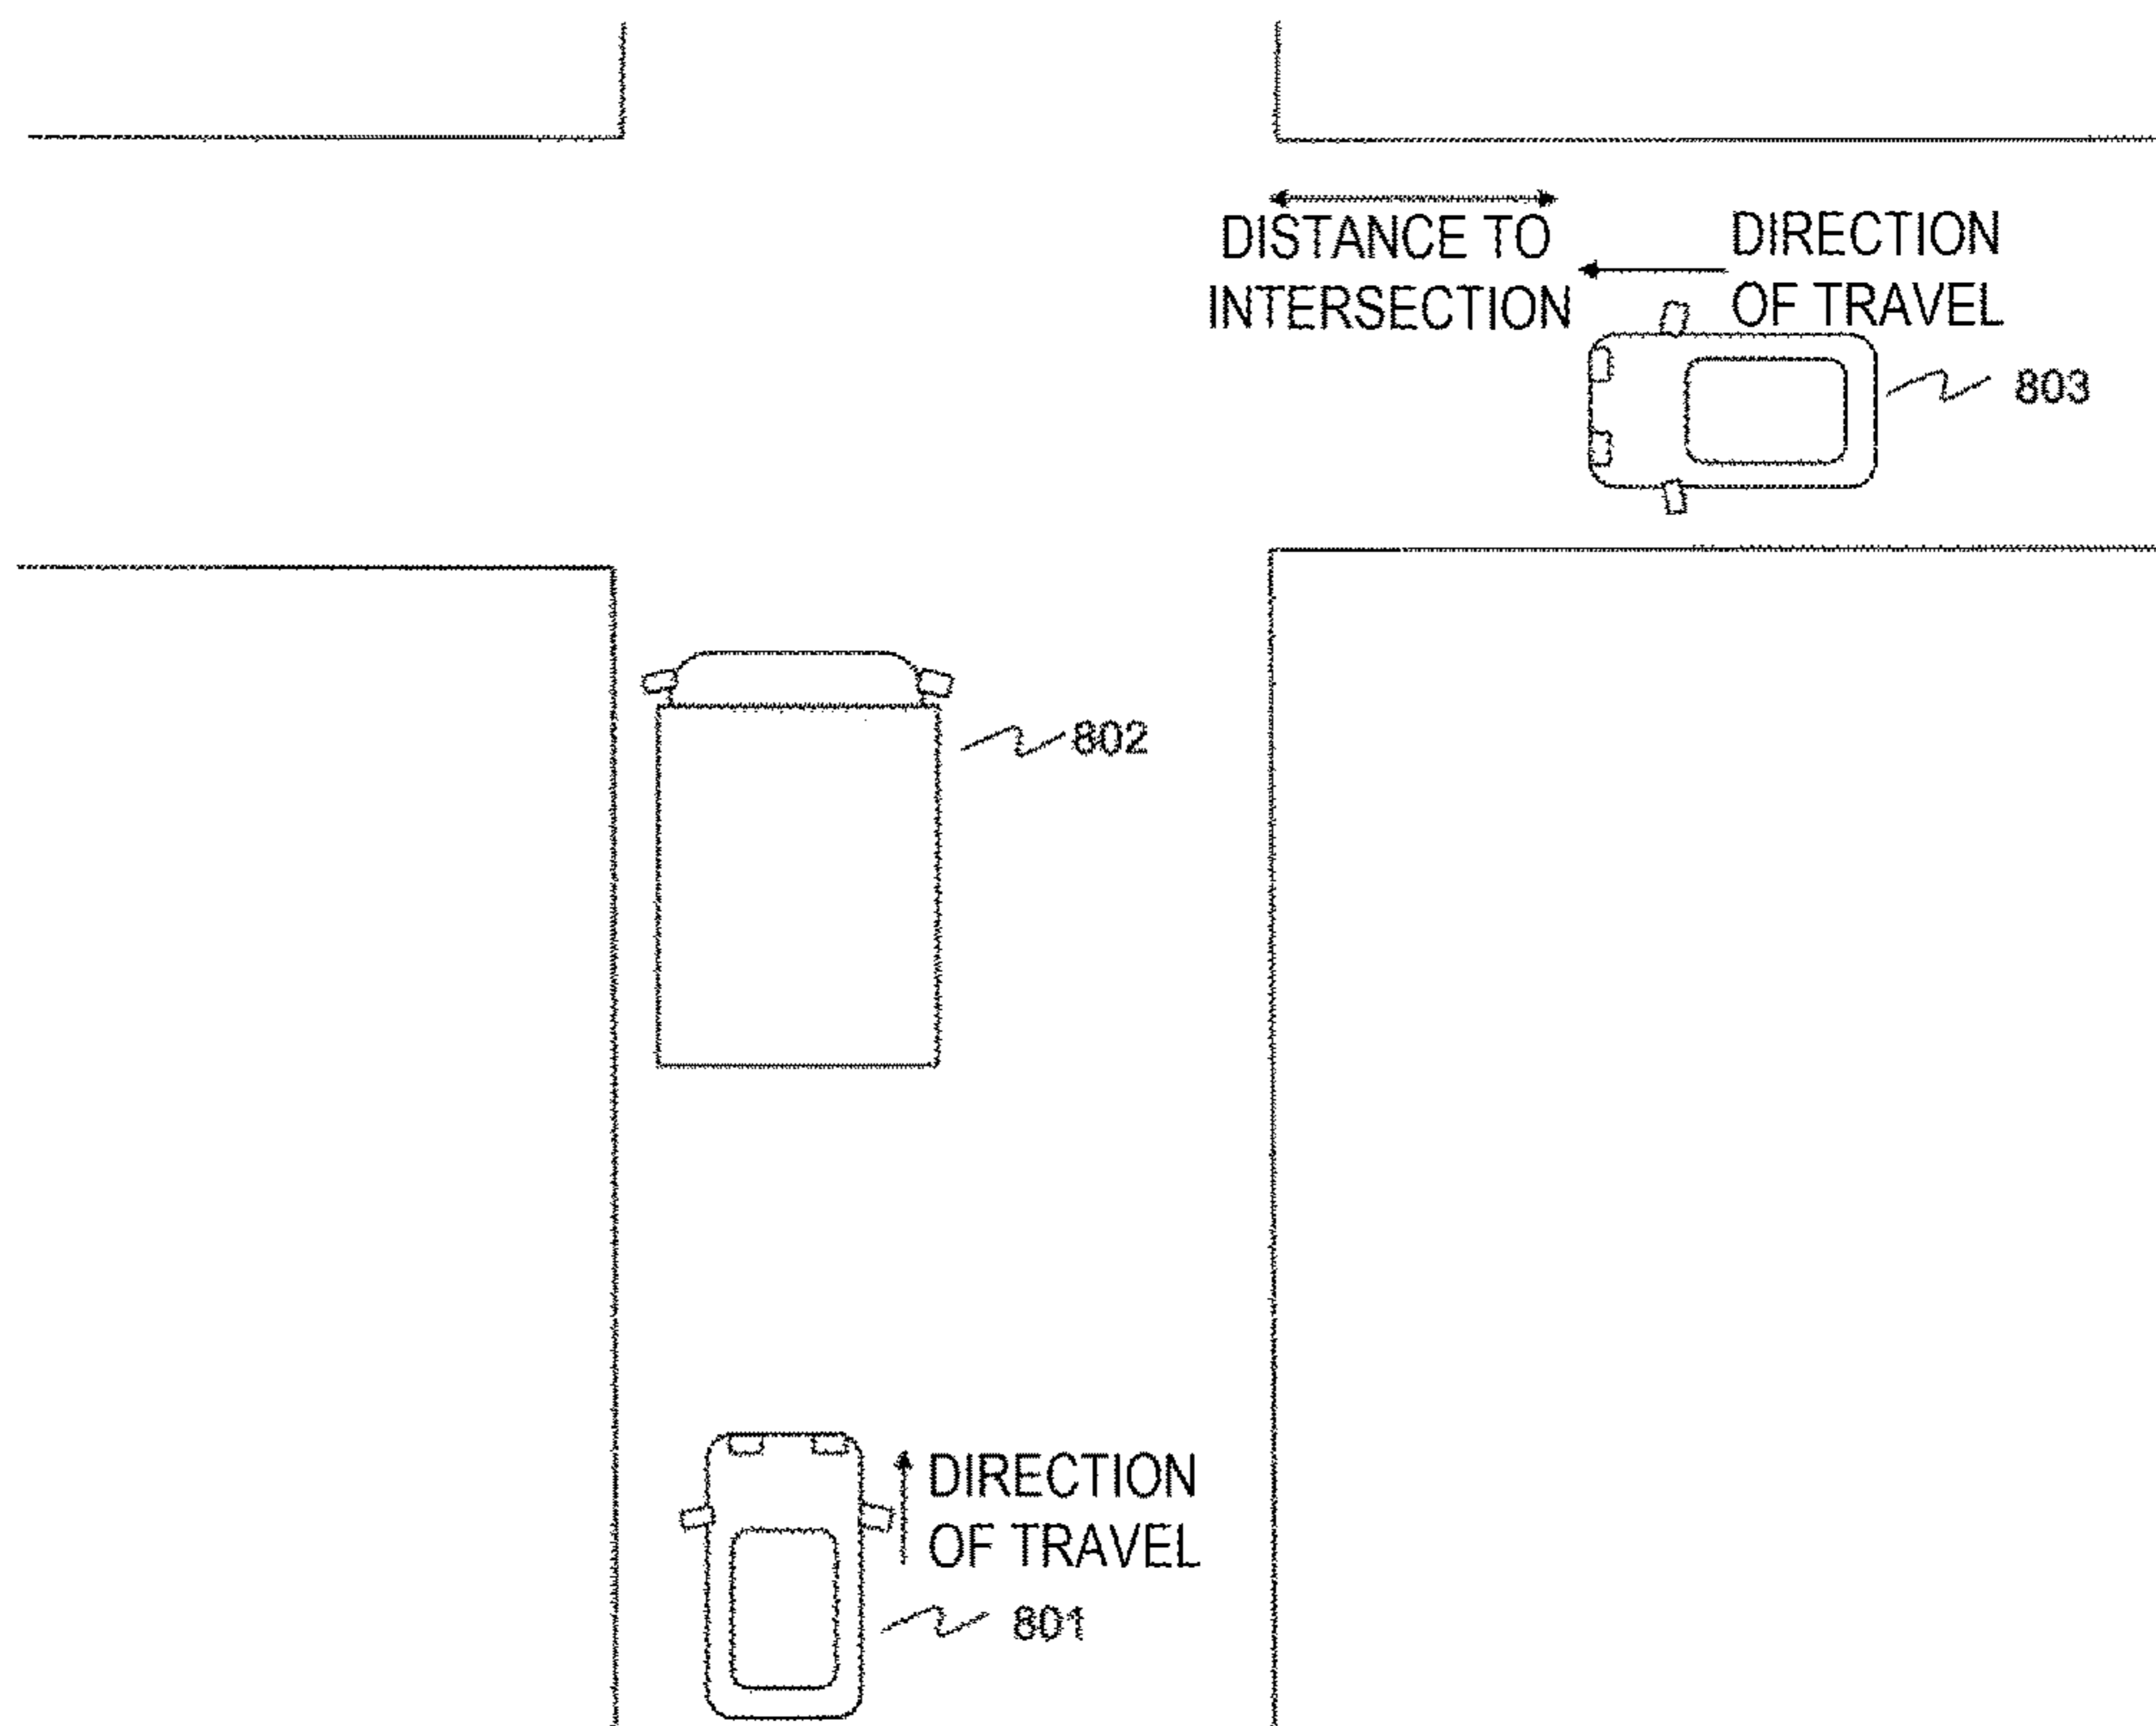 DISTANCE TO
INTERSECTION
DIRECTION
OF TRAVEL
803
802
DIRECTION
OF TRAVEL
801